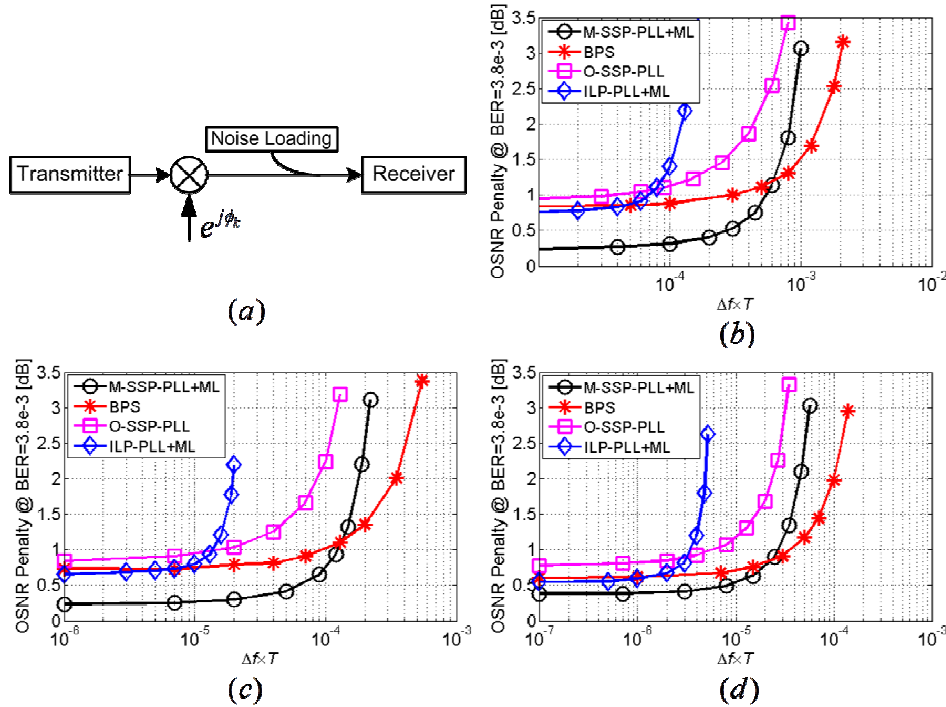 Transmitter
Noise Loading
Receiver
e^{jϕ_k}
(a)
OSNR Penalty @ BER=3.8e-3 [dB]
3.5
3
2.5
2
1.5
1
0.5
0
M-SSP-PLL+ML
BPS
O-SSP-PLL
ILP-PLL+ML
10^{-4}
10^{-3}
10^{-2}
Δf×T
(b)
OSNR Penalty @ BER=3.8e-3 [dB]
3.5
3
2.5
2
1.5
1
0.5
0
M-SSP-PLL+ML
BPS
O-SSP-PLL
ILP-PLL+ML
10^{-6}
10^{-5}
10^{-4}
10^{-3}
Δf×T
(c)
OSNR Penalty @ BER=3.8e-3 [dB]
3.5
3
2.5
2
1.5
1
0.5
0
M-SSP-PLL+ML
BPS
O-SSP-PLL
ILP-PLL+ML
10^{-7}
10^{-6}
10^{-5}
10^{-4}
10^{-3}
Δf×T
(d)